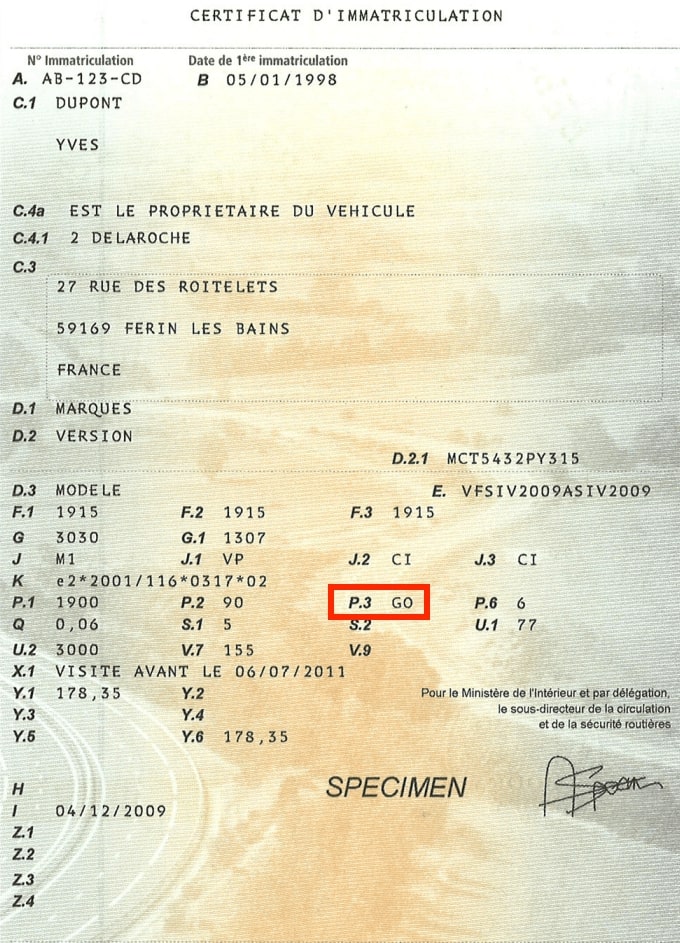 CERTIFICAT D'IMMATRICULATION
N° Immatriculation Date de 1ère immatriculation
A. AB-123-CD B 05/01/1998
C.1 DUPONT
YVES
C.4a EST LE PROPRIETAIRE DU VEHICULE
C.4.1 2 DELAROCHE
C.3
27 RUE DES ROITELETS
59169 FERIN LES BAINS
FRANCE
D.1 MARQUES
D.2 VERSION
D.2.1 MCT5432PY315
D.3 MODELE E. VFSIV2009ASIV2009
F.1 1915 F.2 1915 F.3 1915
G 3030 G.1 1307
J M1 J.1 VP J.2 CI J.3 CI
K e2*2001/116*0317*02
P.1 1900 P.2 90 P.3 GO P.6 6
Q 0,06 S.1 5 S.2 U.1 77
U.2 3000 V.7 155 V.9
X.1 VISITE AVANT LE 06/07/2011
Y.1 178,35 Y.2 Pour le Ministère de l'Intérieur et par délégation,
Y.3 Y.4 le sous-directeur de la circulation
et de la sécurité routières
Y.5 Y.6 178,35
SPECIMEN
H
I 04/12/2009
Z.1
Z.2
Z.3
Z.4